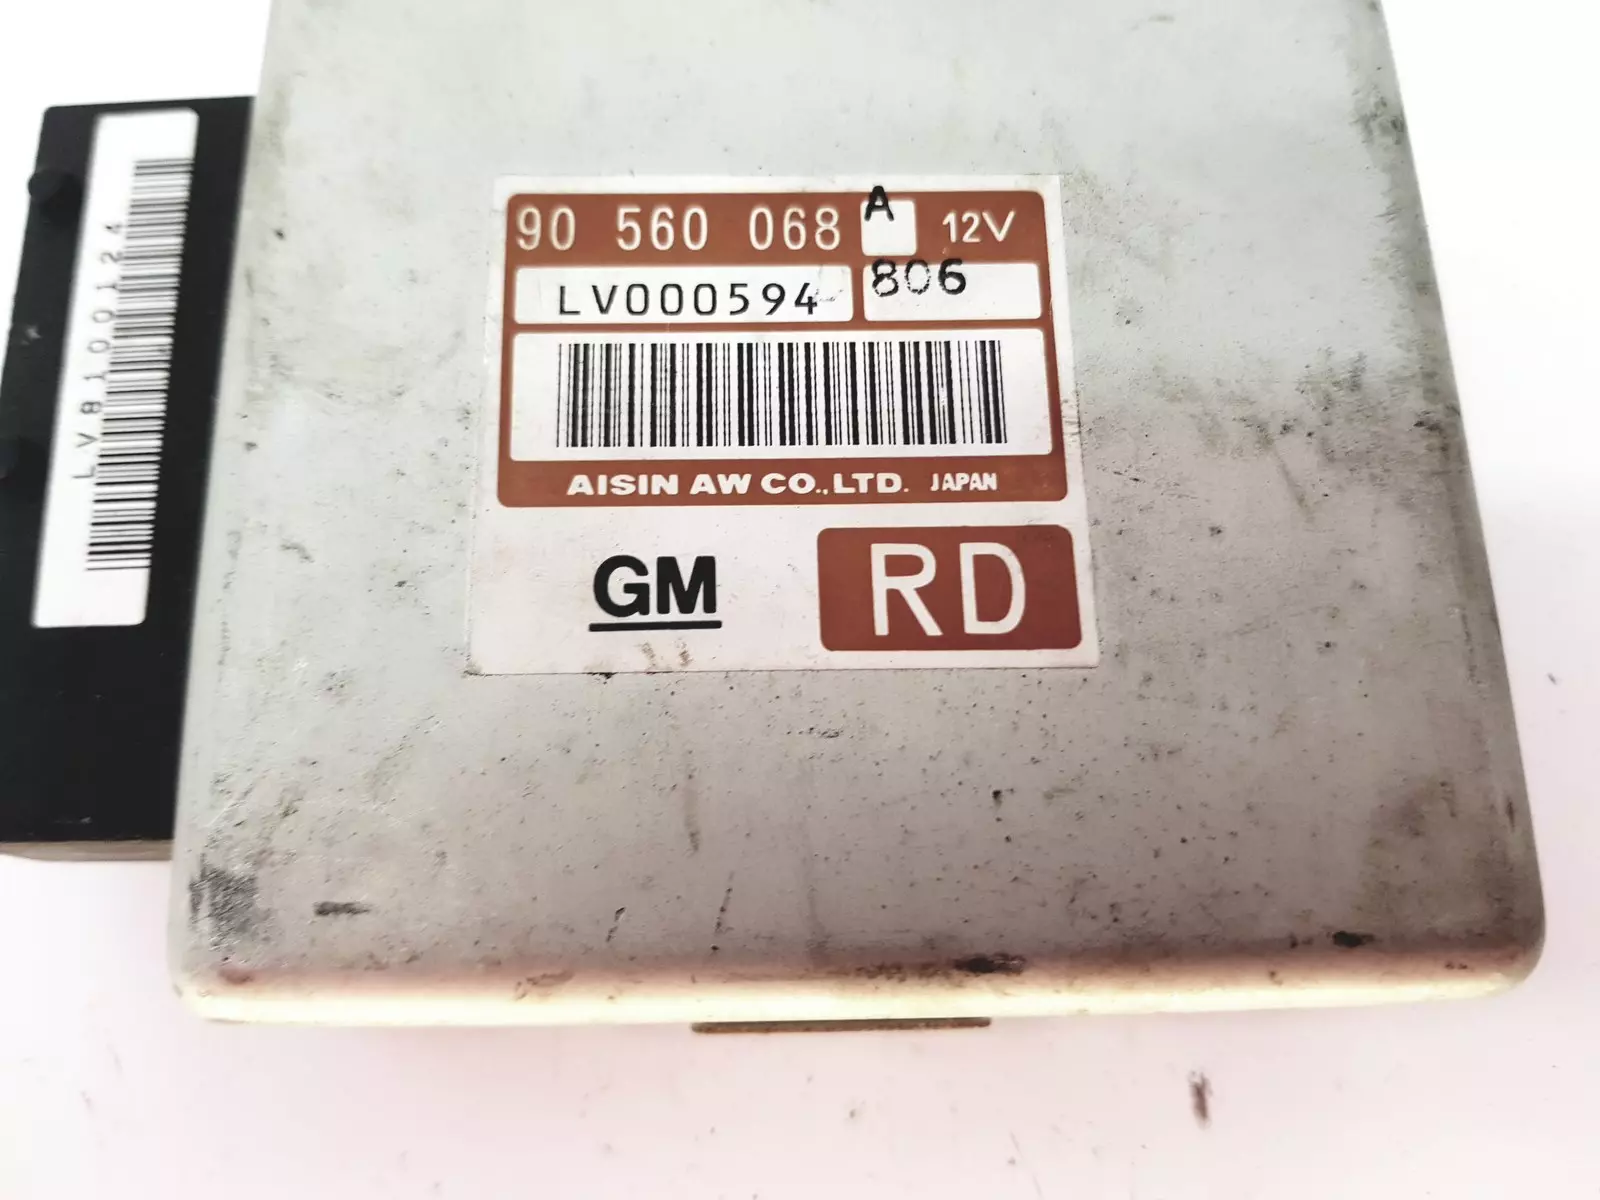 LV8100124
90 560 068 A 12V
LV000594 806
AISIN AW CO.,LTD. JAPAN
GM RD